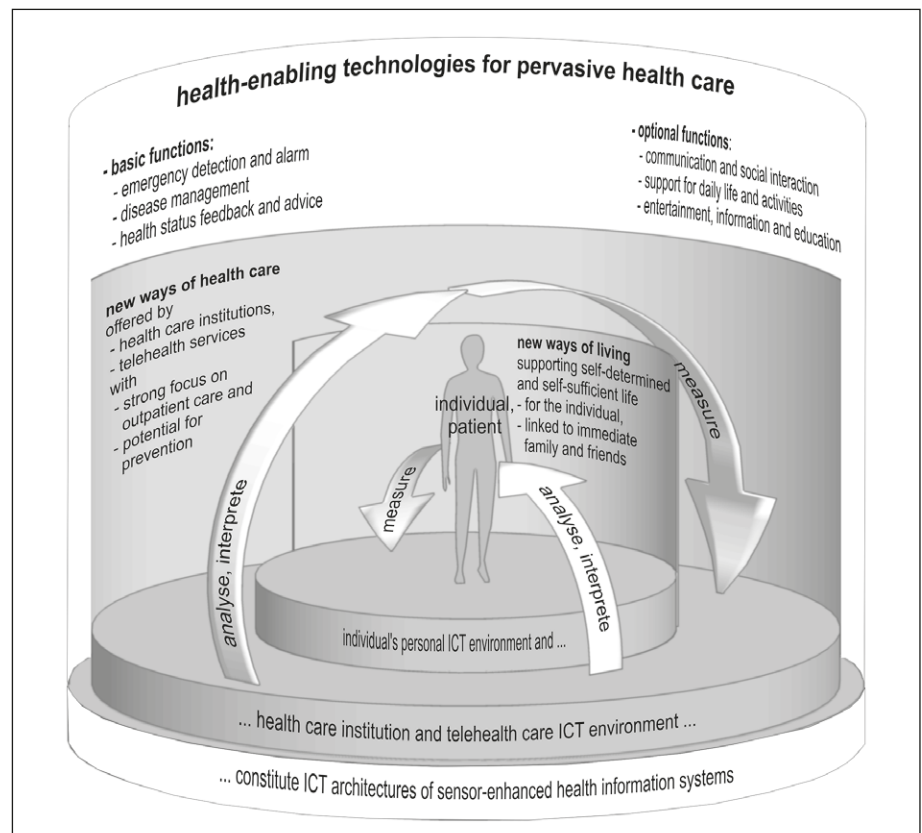 health-enabling technologies for pervasive health care
- basic functions:
- emergency detection and alarm
- disease management
- health status feedback and advice
- optional functions:
- communication and social interaction
- support for daily life and activities
- entertainment, information and education
new ways of health care
offered by
- health care institutions,
- telehealth services
with
- strong focus on
outpatient care and
- potential for
prevention
new ways of living
supporting self-determined
and self-sufficient life
- for the individual,
- linked to immediate
family and friends
individual,
patient
measure
measure
analyse, interprete
analyse, interprete
individual's personal ICT environment and ...
... health care institution and telehealth care ICT environment ...
... constitute ICT architectures of sensor-enhanced health information systems